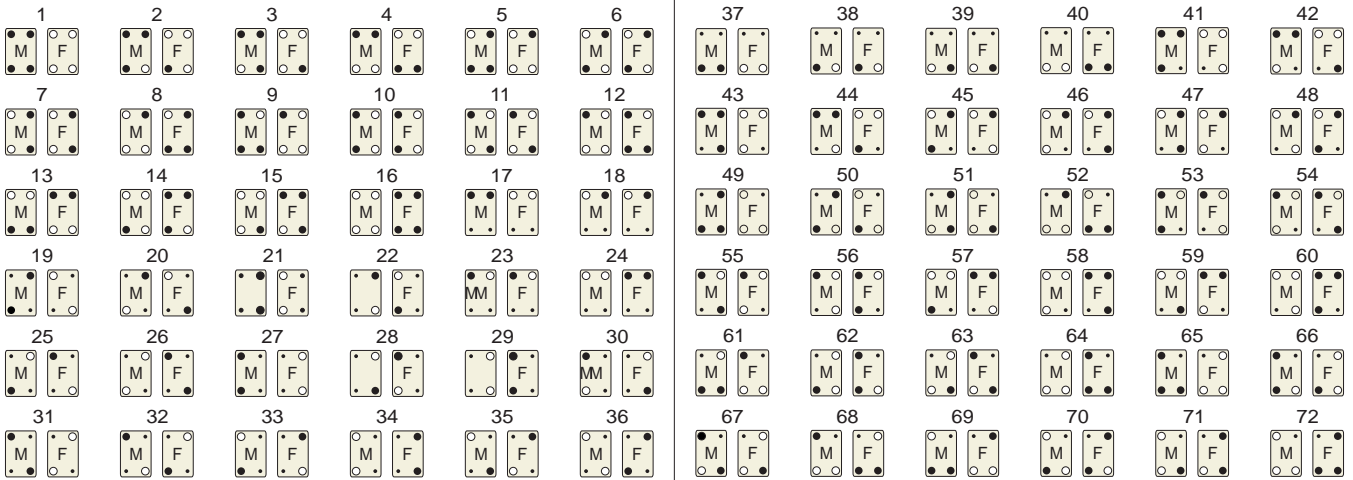 1 2 3 4 5 6
M F M F M F M F M F M F
7 8 9 10 11 12
M F M F M F M F M F M F
13 14 15 16 17 18
M F M F M F M F M F M F
19 20 21 22 23 24
M F M F F F MM F M F
25 26 27 28 29 30
M F M F M F F F MM F
31 32 33 34 35 36
M F M F M F M F M F M F
37 38 39 40 41 42
M F M F M F M F M F M F
43 44 45 46 47 48
M F M F M F M F M F M F
49 50 51 52 53 54
M F M F M F M F M F M F
55 56 57 58 59 60
M F M F M F M F M F M F
61 62 63 64 65 66
M F M F M F M F M F M F
67 68 69 70 71 72
M F M F M F M F M F M F